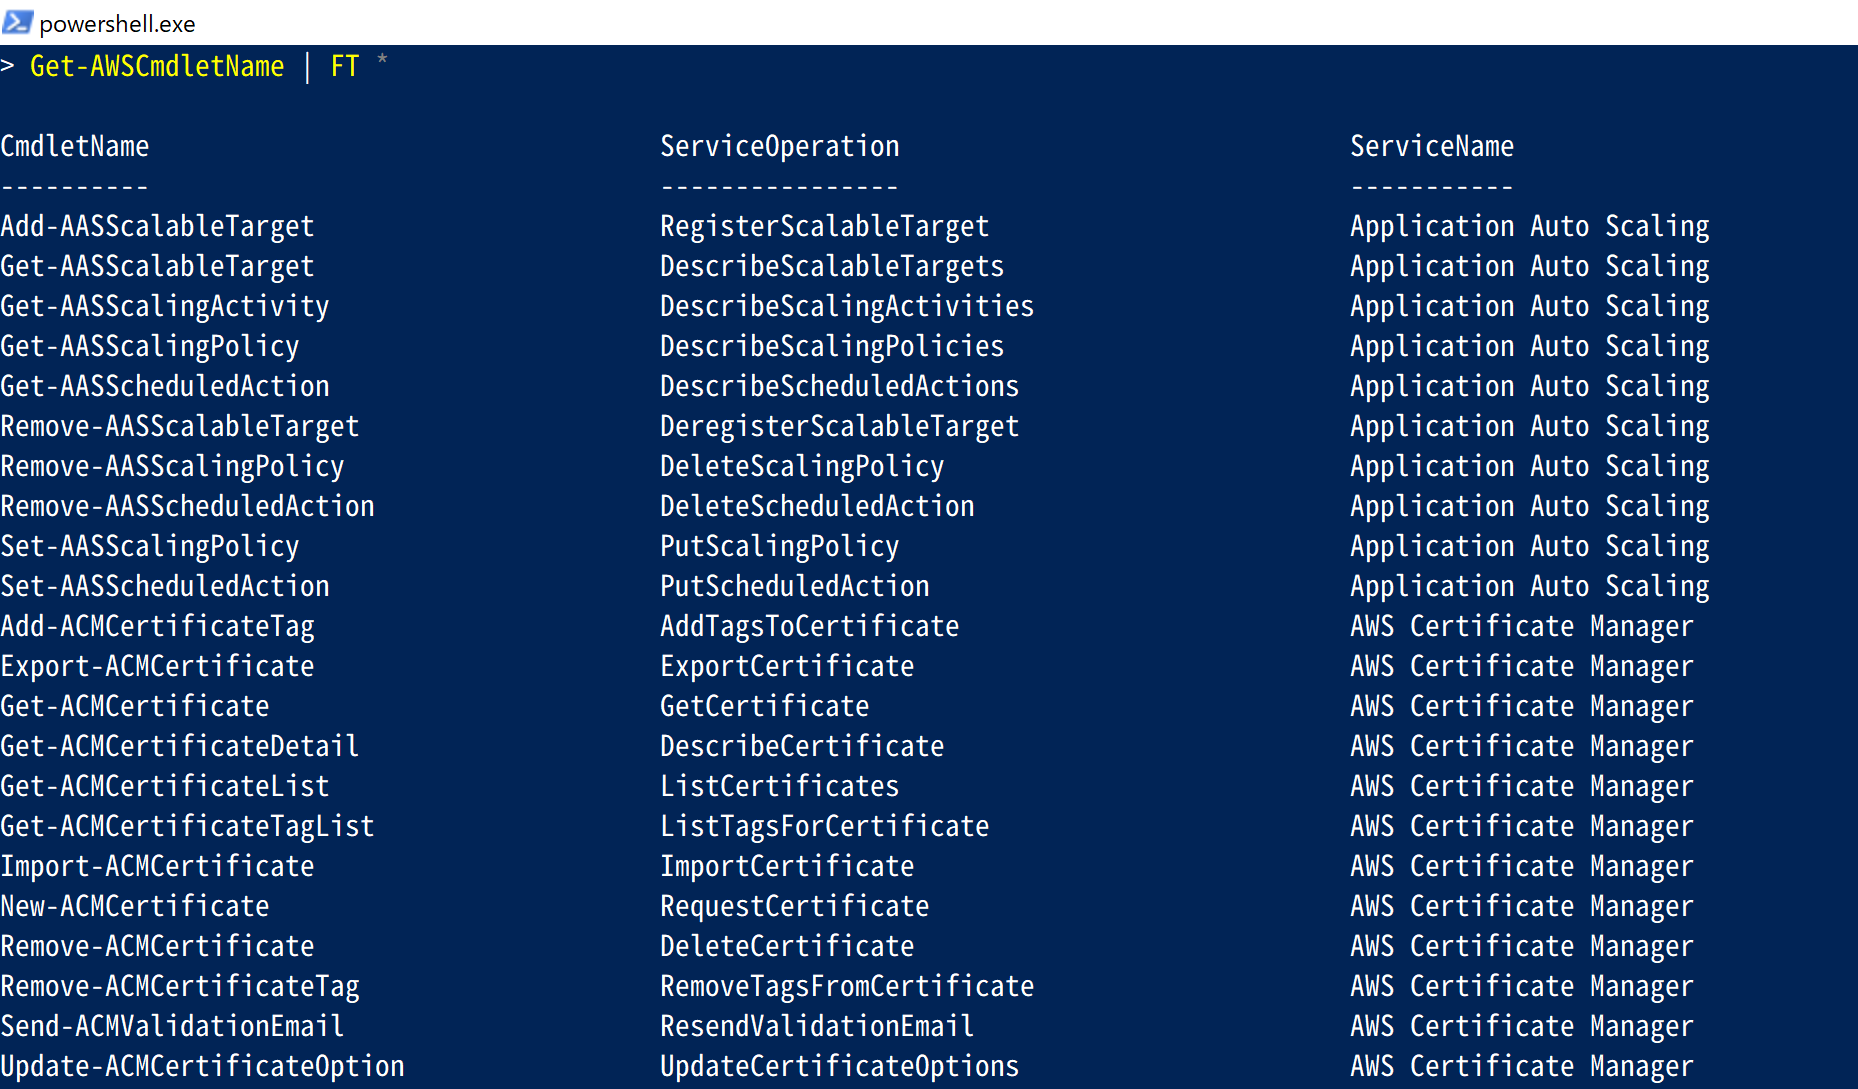 powershell.exe
> Get-AWSCmdletName | FT *
CmdletName ServiceOperation ServiceName
---------- ---------------- -----------
Add-AASScalableTarget RegisterScalableTarget Application Auto Scaling
Get-AASScalableTarget DescribeScalableTargets Application Auto Scaling
Get-AASScalingActivity DescribeScalingActivities Application Auto Scaling
Get-AASScalingPolicy DescribeScalingPolicies Application Auto Scaling
Get-AASScheduledAction DescribeScheduledActions Application Auto Scaling
Remove-AASScalableTarget DeregisterScalableTarget Application Auto Scaling
Remove-AASScalingPolicy DeleteScalingPolicy Application Auto Scaling
Remove-AASScheduledAction DeleteScheduledAction Application Auto Scaling
Set-AASScalingPolicy PutScalingPolicy Application Auto Scaling
Set-AASScheduledAction PutScheduledAction Application Auto Scaling
Add-ACMCertificateTag AddTagsToCertificate AWS Certificate Manager
Export-ACMCertificate ExportCertificate AWS Certificate Manager
Get-ACMCertificate GetCertificate AWS Certificate Manager
Get-ACMCertificateDetail DescribeCertificate AWS Certificate Manager
Get-ACMCertificateList ListCertificates AWS Certificate Manager
Get-ACMCertificateTagList ListTagsForCertificate AWS Certificate Manager
Import-ACMCertificate ImportCertificate AWS Certificate Manager
New-ACMCertificate RequestCertificate AWS Certificate Manager
Remove-ACMCertificate DeleteCertificate AWS Certificate Manager
Remove-ACMCertificateTag RemoveTagsFromCertificate AWS Certificate Manager
Send-ACMValidationEmail ResendValidationEmail AWS Certificate Manager
Update-ACMCertificateOption UpdateCertificateOptions AWS Certificate Manager